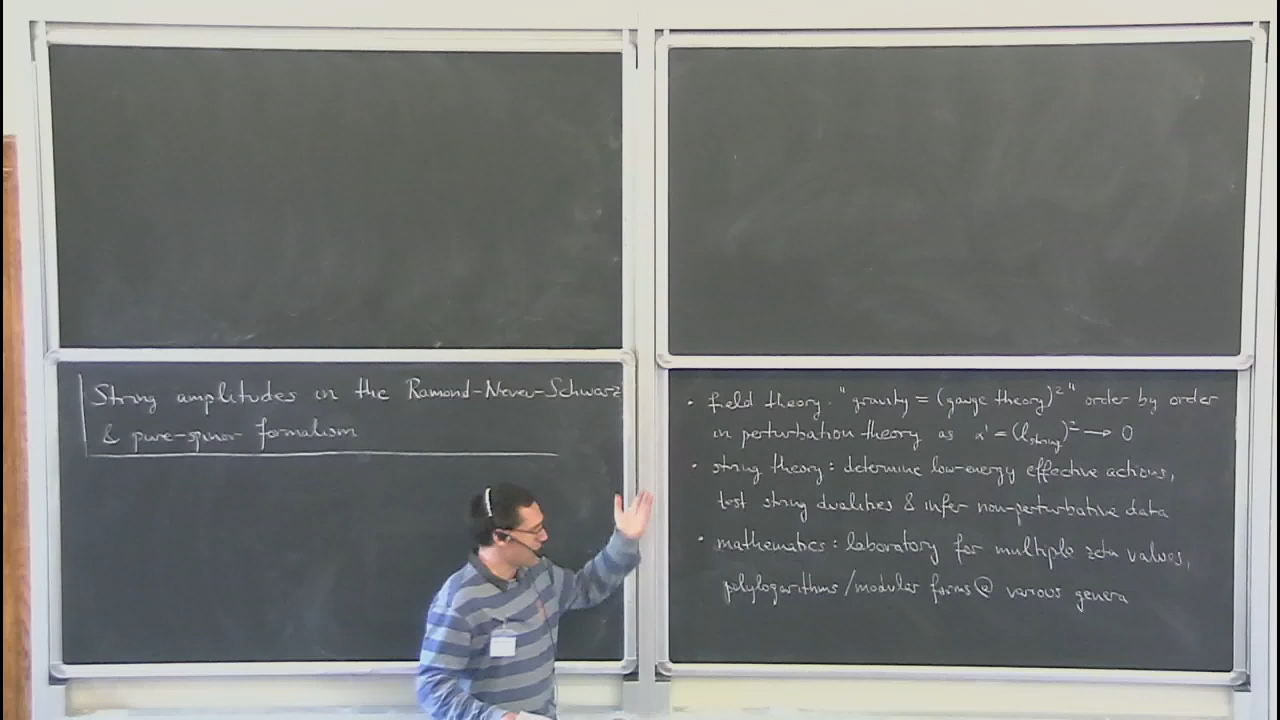 String amplitudes in the Ramond-Neveu-Schwarz
& pure-spinor formalism
• field theory: "gravity = (gauge theory)²" order by order
in perturbation theory as α' = (l_string)² → 0
• string theory: determine low-energy effective actions,
test string dualities & infer non-perturbative data
• mathematics: laboratory for multiple zeta values,
polylogarithms/modular forms @ various genera